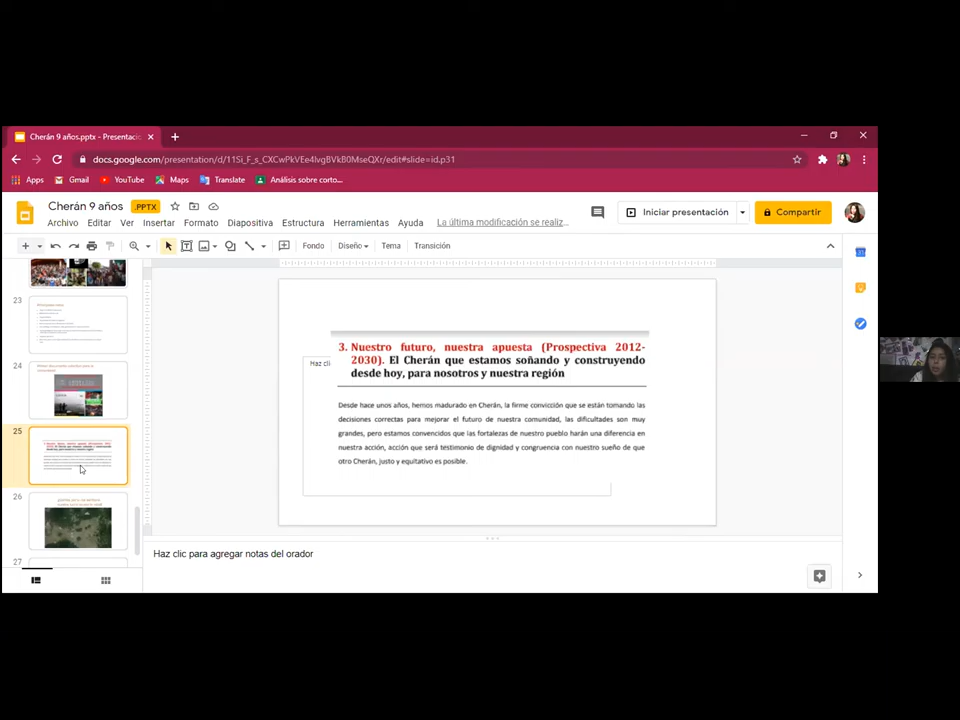 Cherán 9 años.pptx - Presentaci
docs.google.com/presentation/d/11Si_F_s_CXCwPkVEe4lvgBVkB0MseQXr/edit#slide=id.p31
Apps Gmail YouTube Maps Translate Análisis sobre corto...
Cherán 9 años .PPTX
Archivo Editar Ver Insertar Formato Diapositiva Estructura Herramientas Ayuda La última modificación se realiz...
Iniciar presentación Compartir
Fondo Diseño Tema Transición
23
24
25
26
27
Haz cli
3. Nuestro futuro, nuestra apuesta (Prospectiva 2012-
2030). El Cherán que estamos soñando y construyendo
desde hoy, para nosotros y nuestra región
Desde hace unos años, hemos madurado en Cherán, la firme convicción que se están tomando las
decisiones correctas para mejorar el futuro de nuestra comunidad, las dificultades son muy
grandes, pero estamos convencidos que las fortalezas de nuestro pueblo harán una diferencia en
nuestra acción, acción que será testimonio de dignidad y congruencia con nuestro sueño de que
otro Cherán, justo y equitativo es posible.
Haz clic para agregar notas del orador